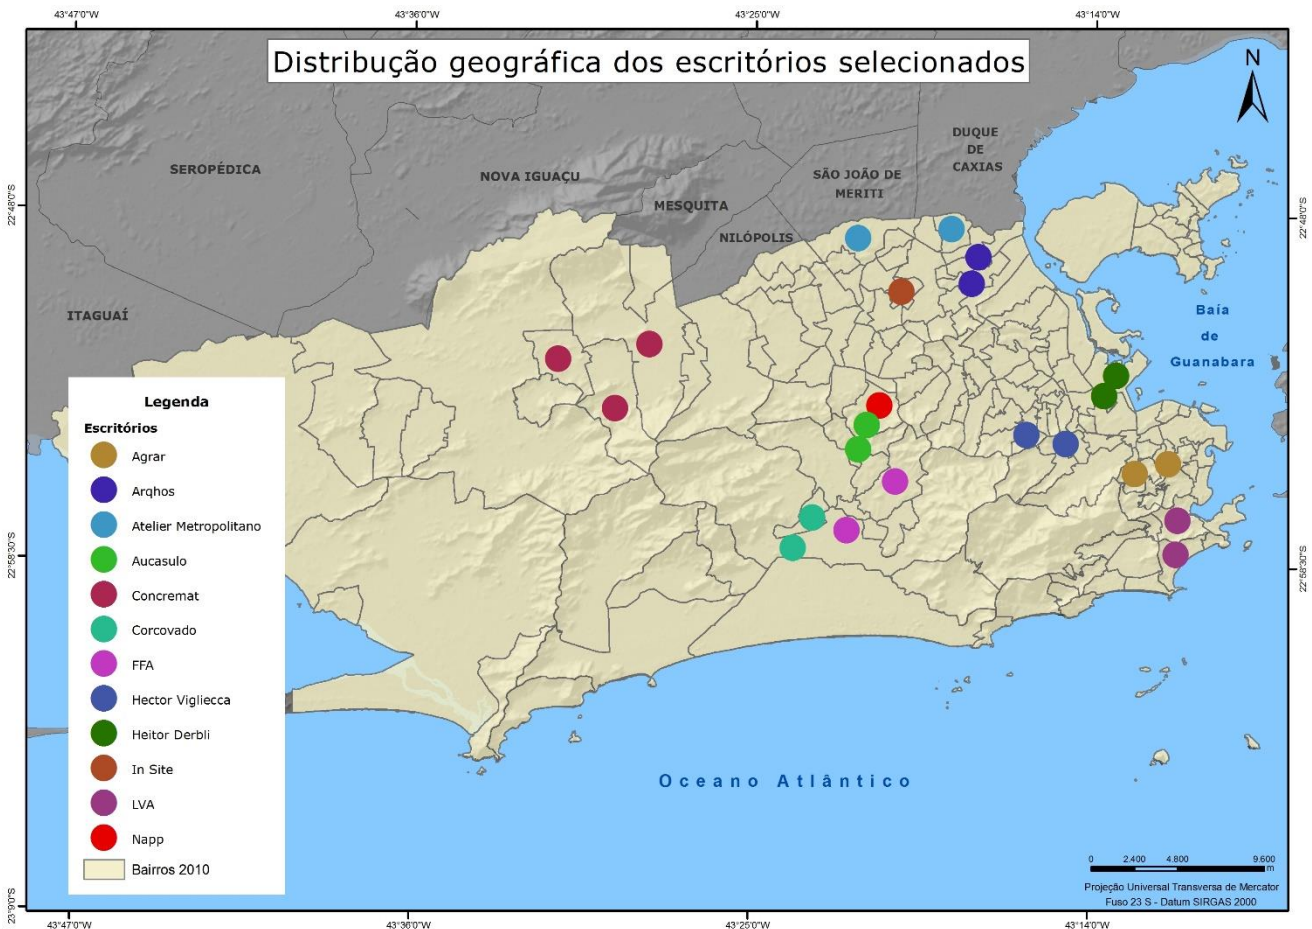 43°47'0"W
43°36'0"W
43°25'0"W
43°14'0"W
Distribução geográfica dos escritórios selecionados
N
DUQUE
DE
CAXIAS
SEROPÉDICA
NOVA IGUAÇU
SÃO JOÃO DE
MERITI
MESQUITA
NILÓPOLIS
22°48'0"S
22°48'0"S
ITAGUAÍ
Baía
de
Guanabara
Legenda
Escritórios
Agrar
Arqhos
Atelier Metropolitano
Aucasulo
Concremat
Corcovado
FFA
Hector Vigliecca
Heitor Derbli
In Site
LVA
Napp
Bairros 2010
22°58'30"S
22°58'30"S
Oceano Atlântico
0 2.400 4.800 9.600
m
Projeção Universal Transversa de Mercator
Fuso 23 S - Datum SIRGAS 2000
23°9'0"S
43°47'0"W
43°36'0"W
43°25'0"W
43°14'0"W